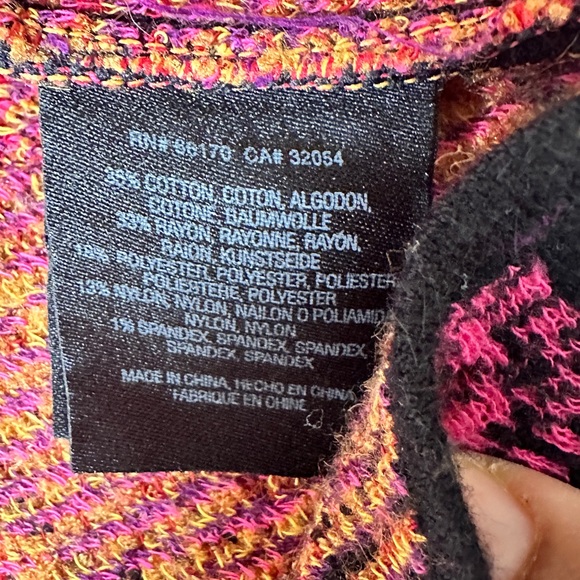 RN# 66170 CA# 32054
35% COTTON, COTON, ALGODON,
COTONE, BAUMWOLLE
33% RAYON, RAYONNE, RAYON,
RAION, KUNSTSEIDE
POLYESTER, POLYESTER, POLIESTER
POLIESTERE, POLYESTER
13% NYLON, NYLON, NAILON O POLIAMID
NYLON, NYLON
1% SPANDEX, SPANDEX, SPANDEX,
SPANDEX, SPANDEX
MADE IN CHINA, HECHO EN CHINA,
FABRIQUE EN CHINE